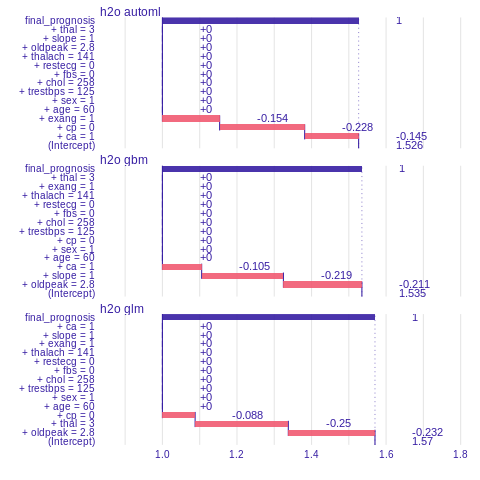 h2o automl
final_prognosis 1
+ thal = 3 +0
+ slope = 1 +0
+ oldpeak = 2.8 +0
+ thalach = 141 +0
+ restecg = 0 +0
+ fbs = 0 +0
+ chol = 258 +0
+ trestbps = 125 +0
+ sex = 1 +0
+ age = 60 +0
+ exang = 1 -0.154
+ cp = 0 -0.228
+ ca = 1 -0.145
(Intercept) 1.526
h2o gbm
final_prognosis 1
+ thal = 3 +0
+ exang = 1 +0
+ thalach = 141 +0
+ restecg = 0 +0
+ fbs = 0 +0
+ chol = 258 +0
+ trestbps = 125 +0
+ cp = 0 +0
+ sex = 1 +0
+ age = 60 +0
+ ca = 1 -0.105
+ slope = 1 -0.219
+ oldpeak = 2.8 -0.211
(Intercept) 1.535
h2o glm
final_prognosis 1
+ ca = 1 +0
+ slope = 1 +0
+ exang = 1 +0
+ thalach = 141 +0
+ restecg = 0 +0
+ fbs = 0 +0
+ chol = 258 +0
+ trestbps = 125 +0
+ sex = 1 +0
+ age = 60 +0
+ cp = 0 -0.088
+ thal = 3 -0.25
+ oldpeak = 2.8 -0.232
(Intercept) 1.57
1.0 1.2 1.4 1.6 1.8